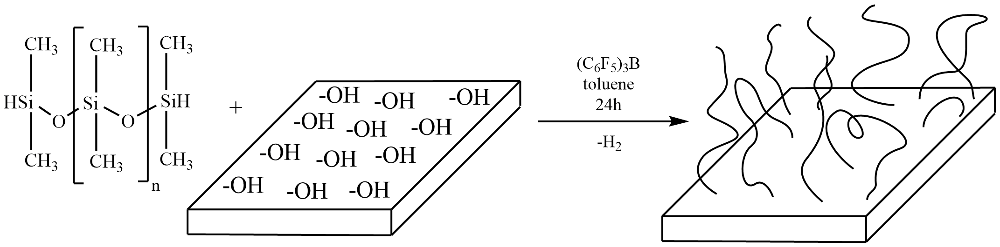 CH3 CH3 CH3
HSi O Si O SiH
CH3 CH3 CH3
n
+
-OH -OH -OH
-OH -OH -OH
-OH -OH -OH
-OH -OH -OH
(C6F5)3B
toluene
24h
-H2